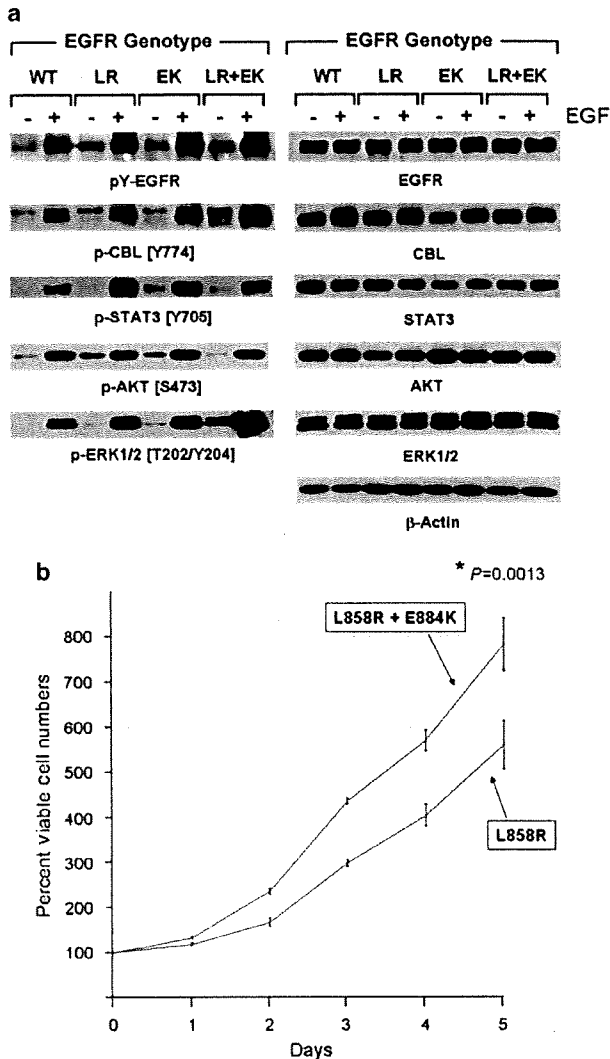 a
EGFR Genotype EGFR Genotype
WT LR EK LR+EK WT LR EK LR+EK
- + - + - + - + - + - + - + - + EGF
pY-EGFR EGFR
p-CBL [Y774] CBL
p-STAT3 [Y705] STAT3
p-AKT [S473] AKT
p-ERK1/2 [T202/Y204] ERK1/2
β-Actin
b
* P=0.0013
L858R + E884K
L858R
Percent viable cell numbers
800
700
600
500
400
300
200
100
0 1 2 3 4 5
Days